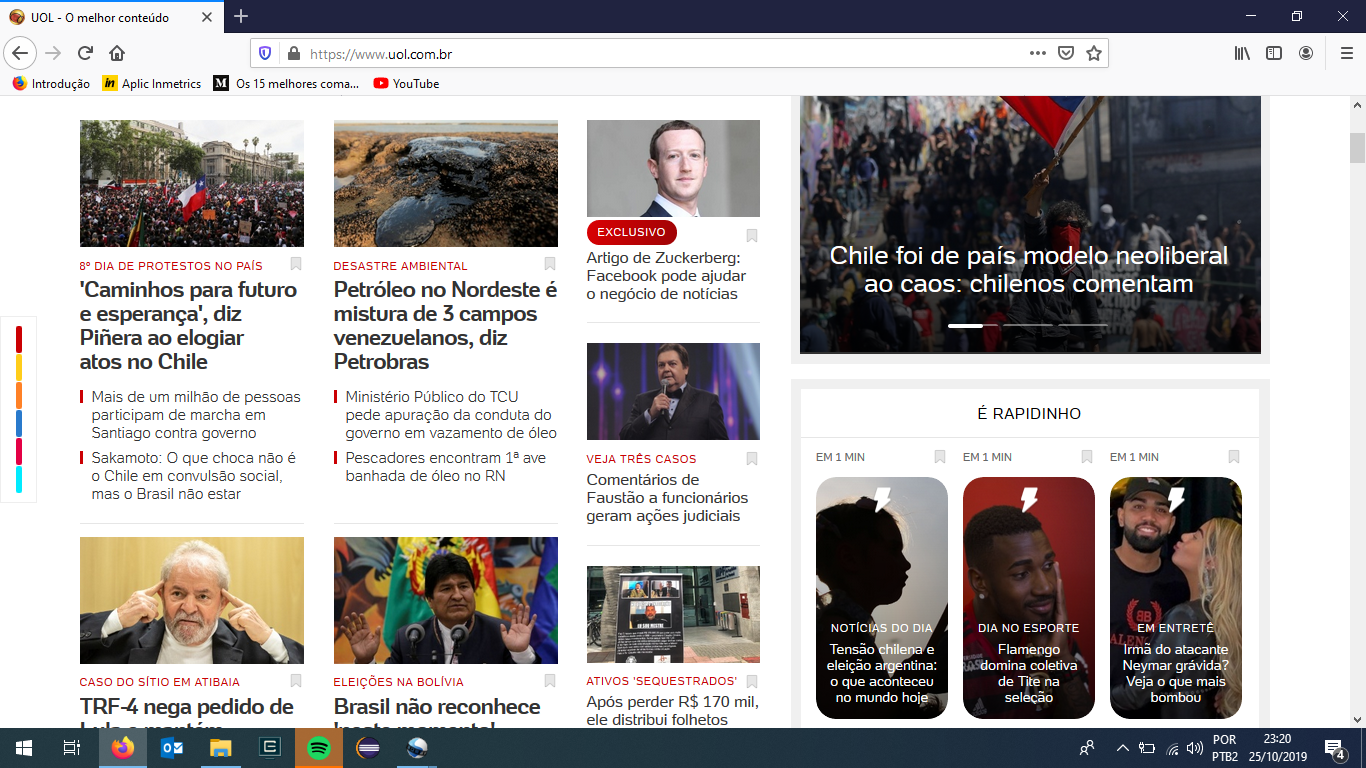 UOL - O melhor conteúdo
https://www.uol.com.br
Introdução
Aplic Inmetrics
Os 15 melhores coma...
YouTube
8º DIA DE PROTESTOS NO PAÍS
'Caminhos para futuro
e esperança', diz
Piñera ao elogiar
atos no Chile
Mais de um milhão de pessoas
participam de marcha em
Santiago contra governo
Sakamoto: O que choca não é
o Chile em convulsão social,
mas o Brasil não estar
DESASTRE AMBIENTAL
Petróleo no Nordeste é
mistura de 3 campos
venezuelanos, diz
Petrobras
Ministério Público do TCU
pede apuração da conduta do
governo em vazamento de óleo
Pescadores encontram 1ª ave
banhada de óleo no RN
EXCLUSIVO
Artigo de Zuckerberg:
Facebook pode ajudar
o negócio de notícias
VEJA TRÊS CASOS
Comentários de
Faustão a funcionários
geram ações judiciais
Chile foi de país modelo neoliberal
ao caos: chilenos comentam
É RAPIDINHO
EM 1 MIN
NOTÍCIAS DO DIA
Tensão chilena e
eleição argentina:
o que aconteceu
no mundo hoje
EM 1 MIN
DIA NO ESPORTE
Flamengo
domina coletiva
de Tite na
seleção
EM 1 MIN
EM ENTRETÊ
Irmã do atacante
Neymar grávida?
Veja o que mais
bombou
CASO DO SÍTIO EM ATIBAIA
TRF-4 nega pedido de
ELEIÇÕES NA BOLÍVIA
Brasil não reconhece
ATIVOS 'SEQUESTRADOS'
Após perder R$ 170 mil,
ele distribui folhetos
POR
PTB2
23:20
25/10/2019
4